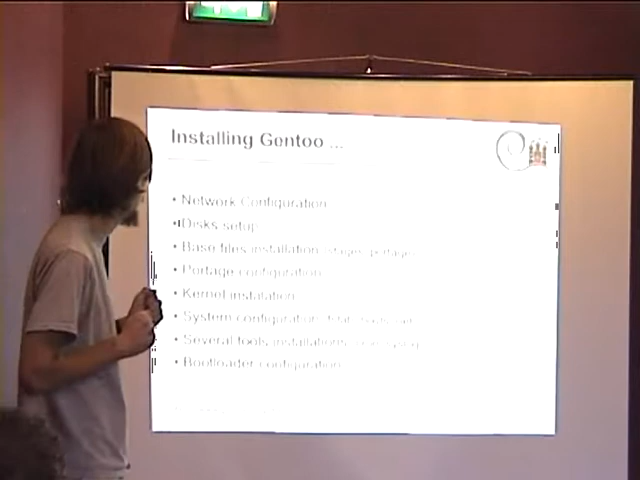 Installing Gentoo ...
• Network Configuration
• Disks setup
• Base files installation
• Portage configuration
• Kernel instalation
• System configuration
• Several tools installations
• Bootloader configuration